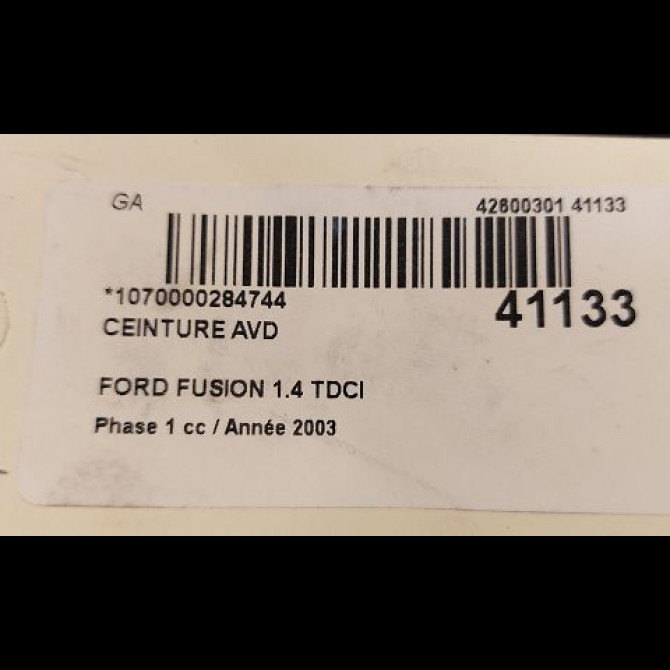 GA 42800301 41133
*1070000284744 41133
CEINTURE AVD
FORD FUSION 1.4 TDCI
Phase 1 cc / Année 2003